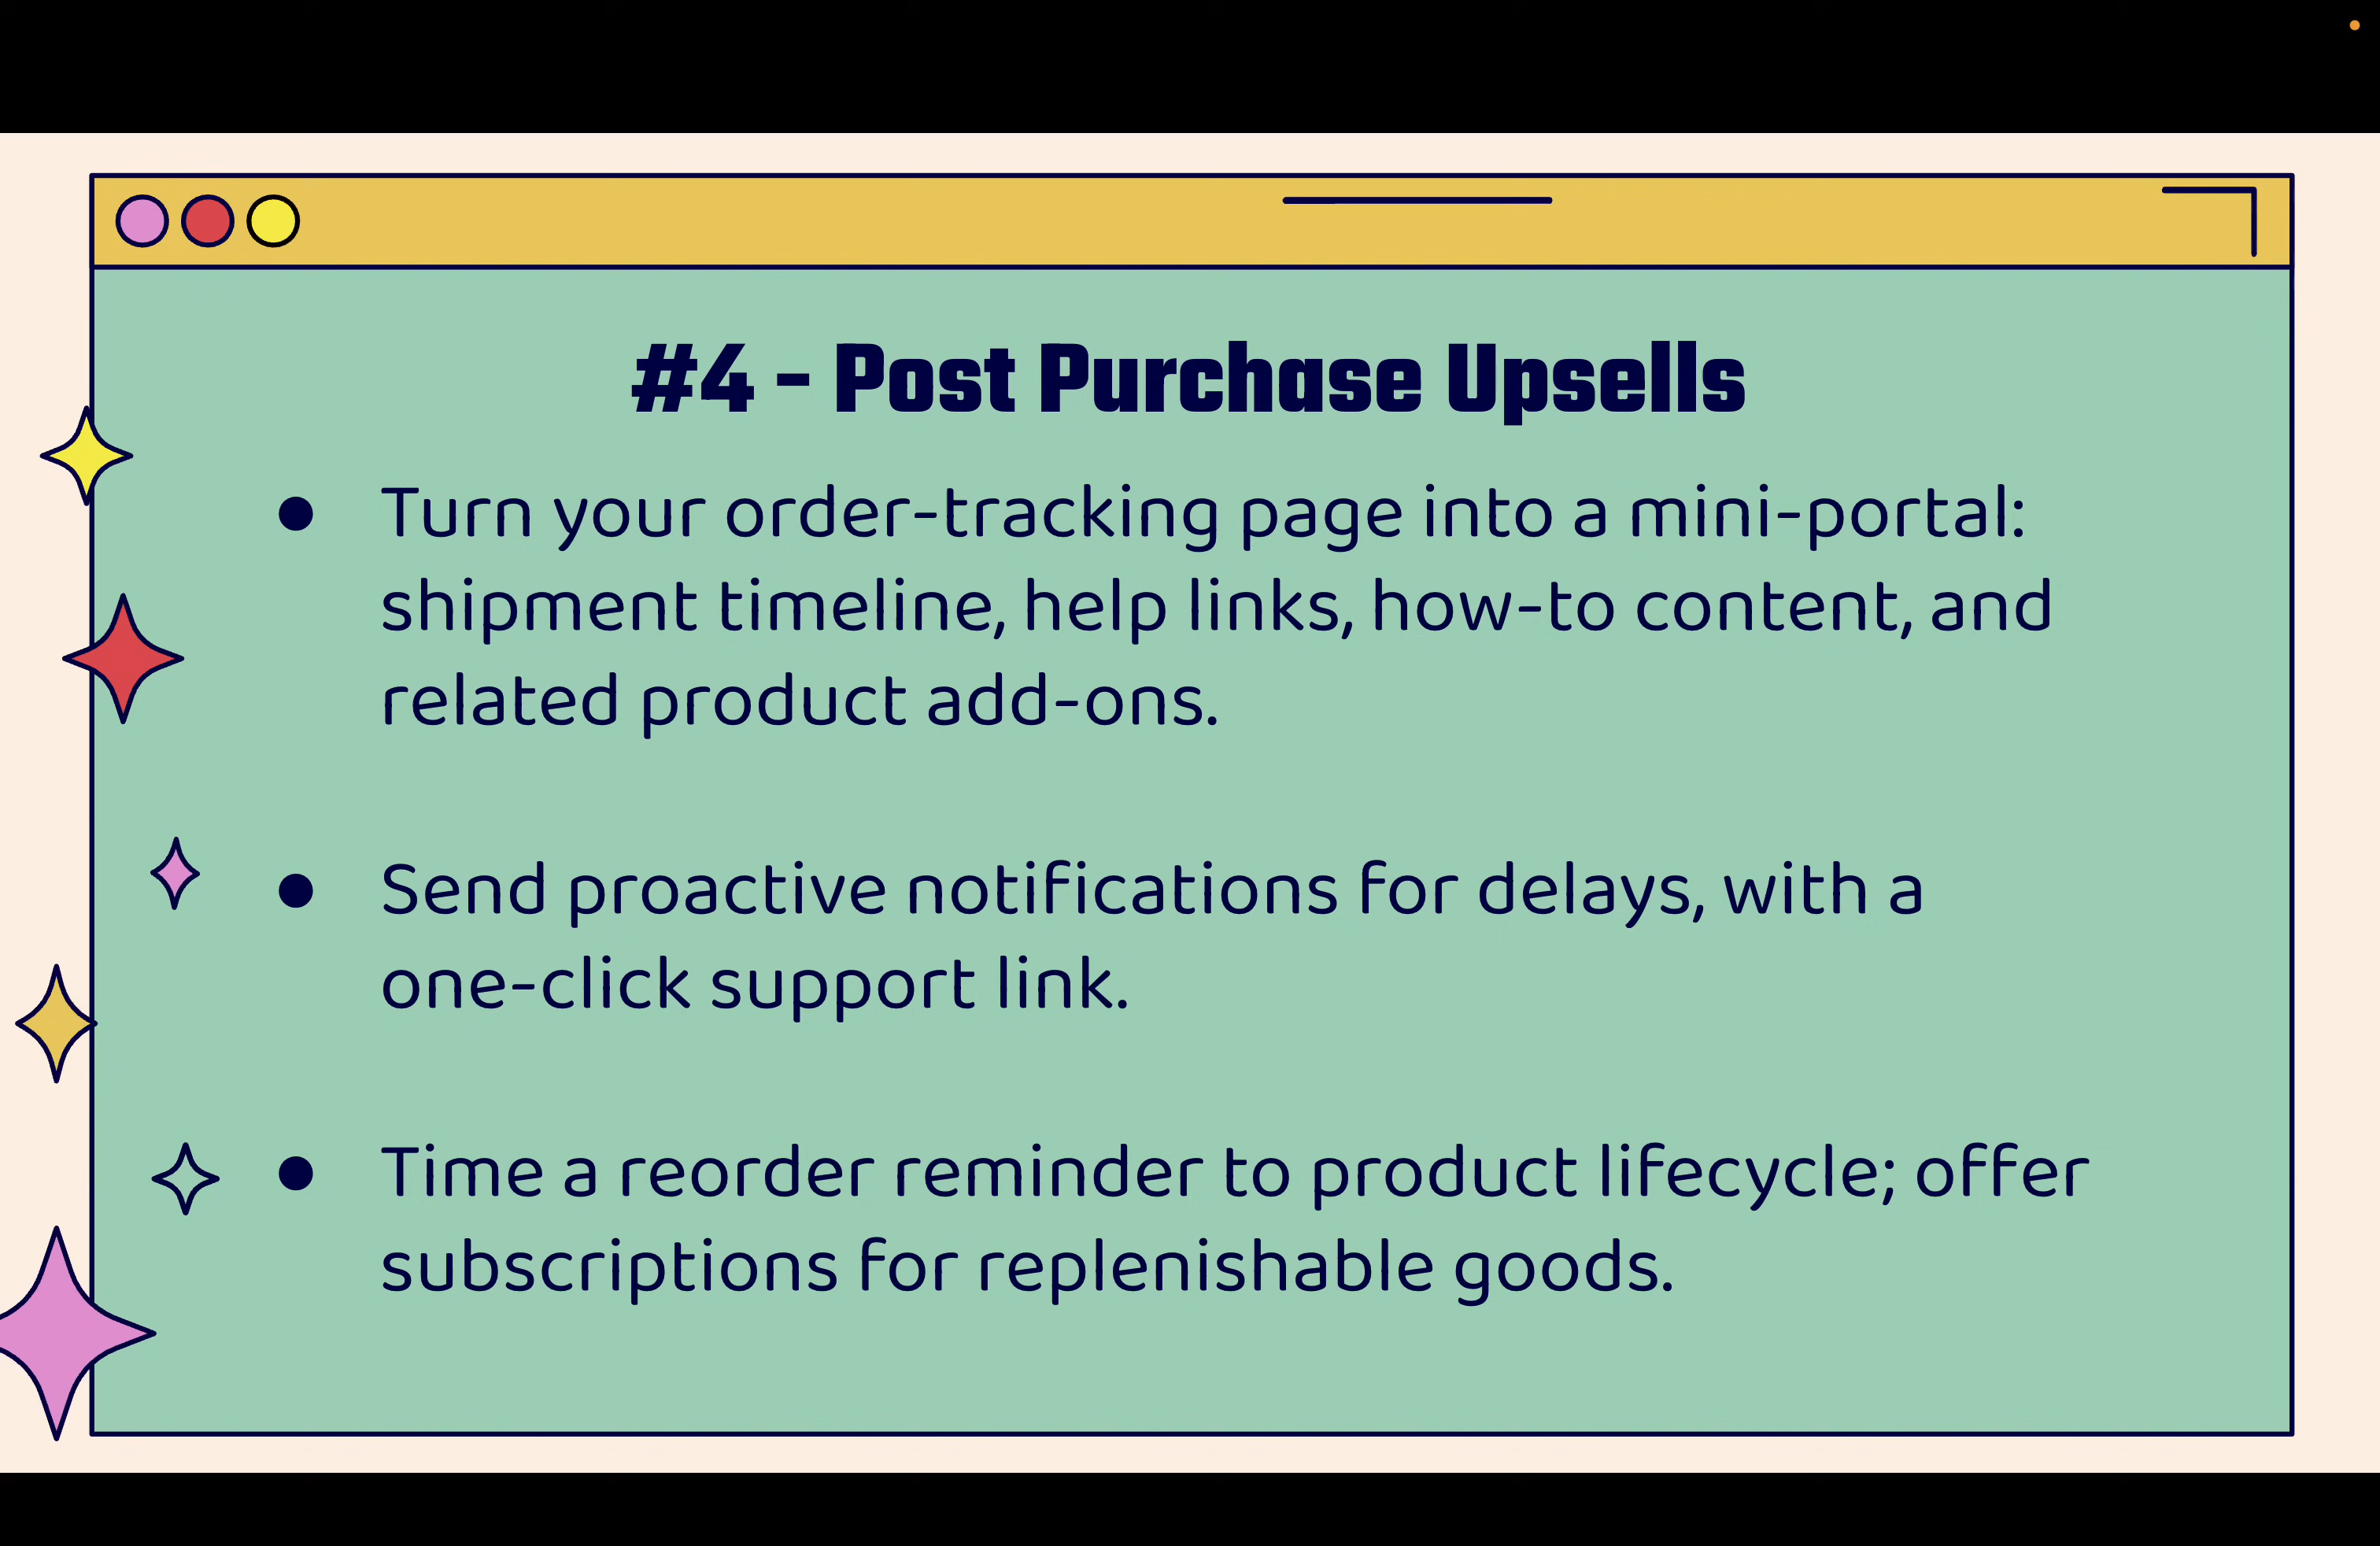 #4 - Post Purchase Upsells
● Turn your order-tracking page into a mini-portal:
shipment timeline, help links, how-to content, and
related product add-ons.
● Send proactive notifications for delays, with a
one-click support link.
● Time a reorder reminder to product lifecycle; offer
subscriptions for replenishable goods.